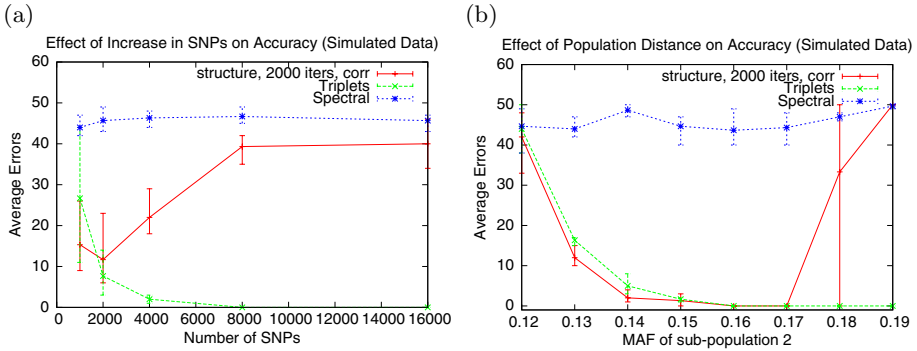 (a)
Effect of Increase in SNPs on Accuracy (Simulated Data)
60
50
40
30
20
10
0
Average Errors
structure, 2000 iters, corr
Triplets
Spectral
0 2000 4000 6000 8000 10000 12000 14000 16000
Number of SNPs
(b)
Effect of Population Distance on Accuracy (Simulated Data)
60
50
40
30
20
10
0
Average Errors
structure, 2000 iters, corr
Triplets
Spectral
0.12 0.13 0.14 0.15 0.16 0.17 0.18 0.19
MAF of sub-population 2